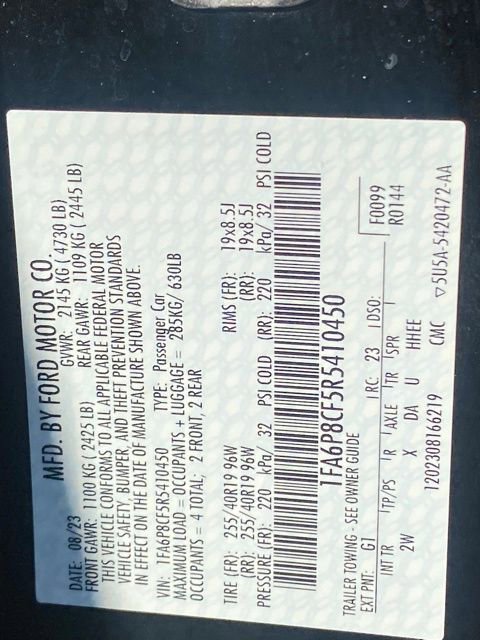 MFD. BY FORD MOTOR CO.
DATE: 08/23 GVWR: 2145 KG ( 4730 LB)
FRONT GAWR: 1100 KG ( 2425 LB) REAR GAWR: 1109 KG ( 2445 LB)
THIS VEHICLE CONFORMS TO ALL APPLICABLE FEDERAL MOTOR
VEHICLE SAFETY, BUMPER, AND THEFT PREVENTION STANDARDS
IN EFFECT ON THE DATE OF MANUFACTURE SHOWN ABOVE.
VIN: 1FA6P8CF5R5410450 TYPE: Passenger Car
MAXIMUM LOAD = OCCUPANTS + LUGGAGE = 285KG/ 630LB
OCCUPANTS = 4 TOTAL; 2 FRONT, 2 REAR
TIRE (FR): 255/40R19 96W RIMS (FR): 19x8.5J
(RR): 255/40R19 96W (RR): 19x8.5J
PRESSURE (FR): 220 kPa/ 32 PSI COLD (RR): 220 kPa/ 32 PSI COLD
1FA6P8CF5R5410450
TRAILER TOWING - SEE OWNER GUIDE F0099
EXT PNT: G1 RC: 23 DSO: R0144
INT TR TP/PS R AXLE TR SPR
2W X DA U HHEE
1202308166219 CMC ▽5U5A-5420472-AA